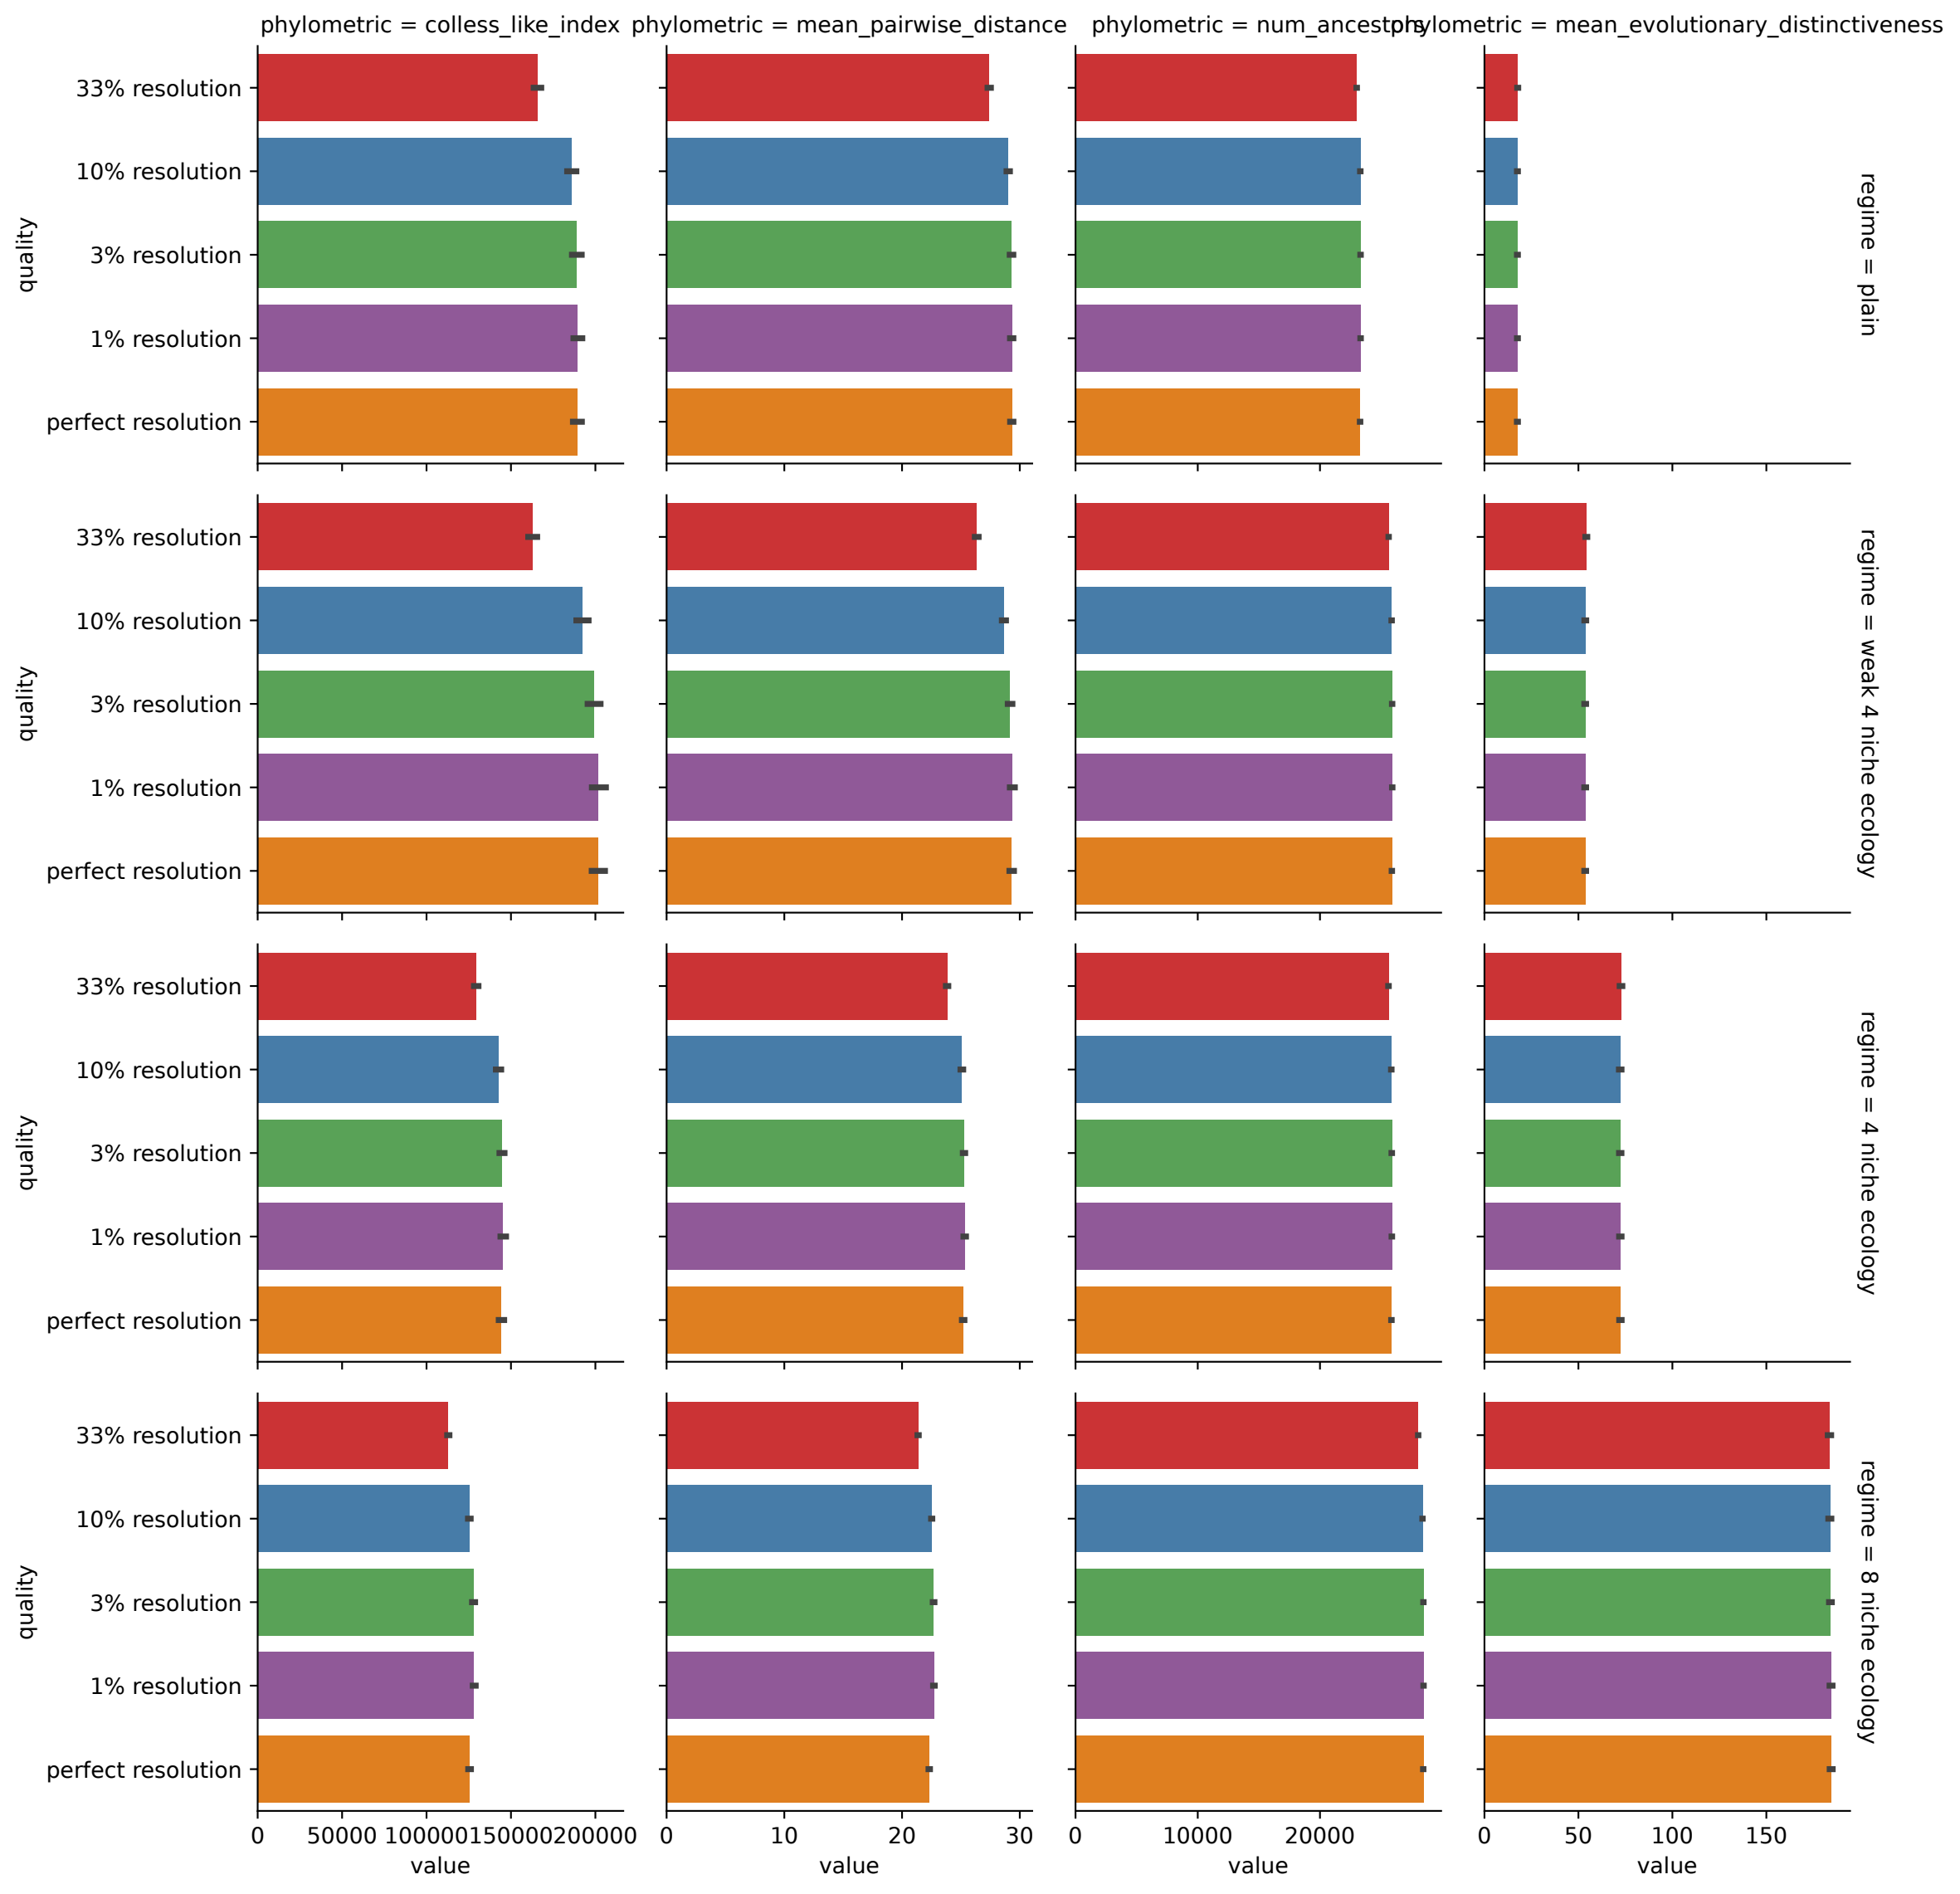 phylometric = colless_like_index
phylometric = mean_pairwise_distance
phylometric = num_ancestors
phylometric = mean_evolutionary_distinctiveness
quality
33% resolution
10% resolution
3% resolution
1% resolution
perfect resolution
regime = plain
quality
33% resolution
10% resolution
3% resolution
1% resolution
perfect resolution
regime = weak 4 niche ecology
quality
33% resolution
10% resolution
3% resolution
1% resolution
perfect resolution
regime = 4 niche ecology
quality
33% resolution
10% resolution
3% resolution
1% resolution
perfect resolution
regime = 8 niche ecology
0 50000 100000 150000 200000
value
0 10 20 30
value
0 10000 20000
value
0 50 100 150
value